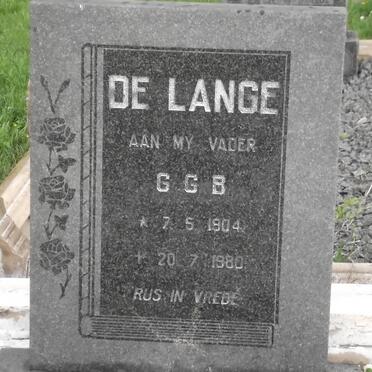 DE LANGE
AAN MY VADER
G G B
* 7. 5 1904
† 20. 7 1980
RUS IN VREDE